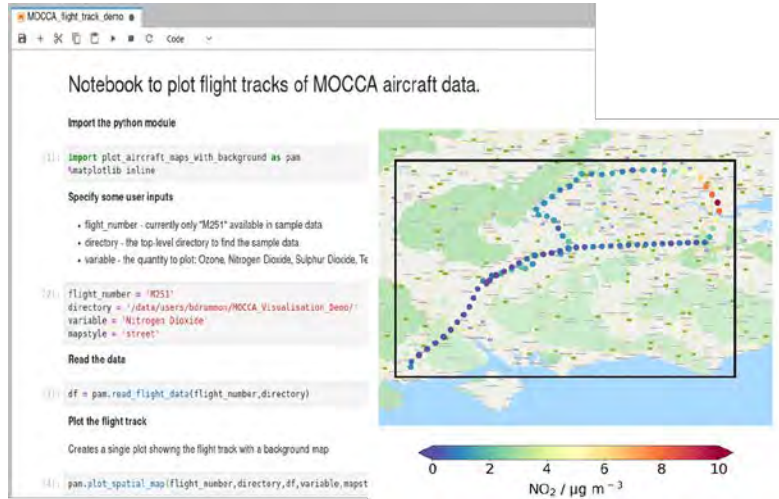 MOCCA_flight_track_demo
Code
Notebook to plot flight tracks of MOCCA aircraft data.
Import the python module
[1]: import plot_aircraft_maps_with_background as pam
%matplotlib inline
Specify some user inputs
• flight_number - currently only "M251" available in sample data
• directory - the top-level directory to find the sample data
• variable - the quantity to plot: Ozone, Nitrogen Dioxide, Sulphur Dioxide, Te
[2]: flight_number = 'M251'
directory = '/data/users/bdrummon/MOCCA_Visualisation_Demo/'
variable = 'Nitrogen Dioxide'
mapstyle = 'street'
Read the data
[3]: df = pam.read_flight_data(flight_number,directory)
Plot the flight track
Creates a single plot showing the flight track with a background map
[4]: pam.plot_spatial_map(flight_number,directory,df,variable,mapst
0 2 4 6 8 10
NO₂ / µg m⁻³